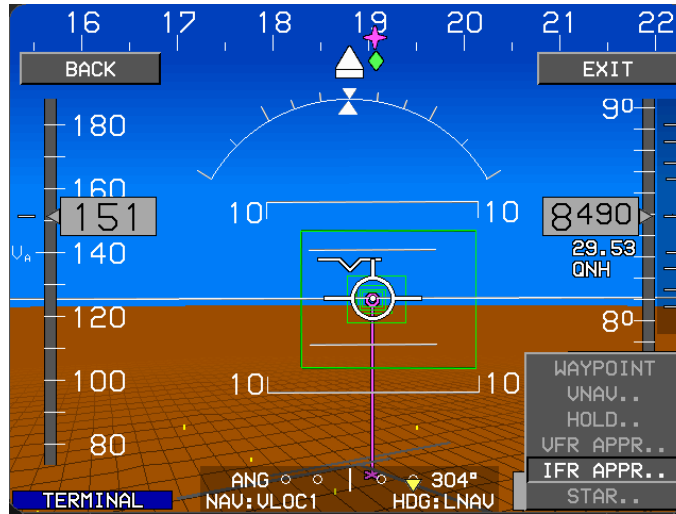 16 17 18 19 20 21 22
BACK
EXIT
180
90
160
151
10
10
8490
VA
140
29.53
QNH
120
80
WAYPOINT
VNAV..
100
10
10
HOLD..
VFR APPR..
80
IFR APPR..
ANG
304°
STAR..
TERMINAL
NAV:VLOC1
HDG:LNAV